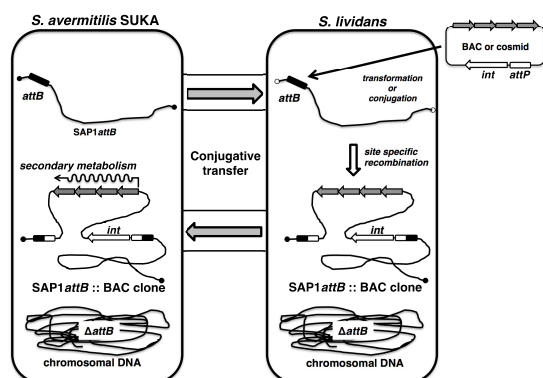 S. avermitilis SUKA
attB
SAP1attB
secondary metabolism
int
SAP1attB :: BAC clone
ΔattB
chromosomal DNA
Conjugative
transfer
S. lividans
attB
transformation
or
conjugation
site specific
recombination
int
SAP1attB :: BAC clone
ΔattB
chromosomal DNA
BAC or cosmid
int attP